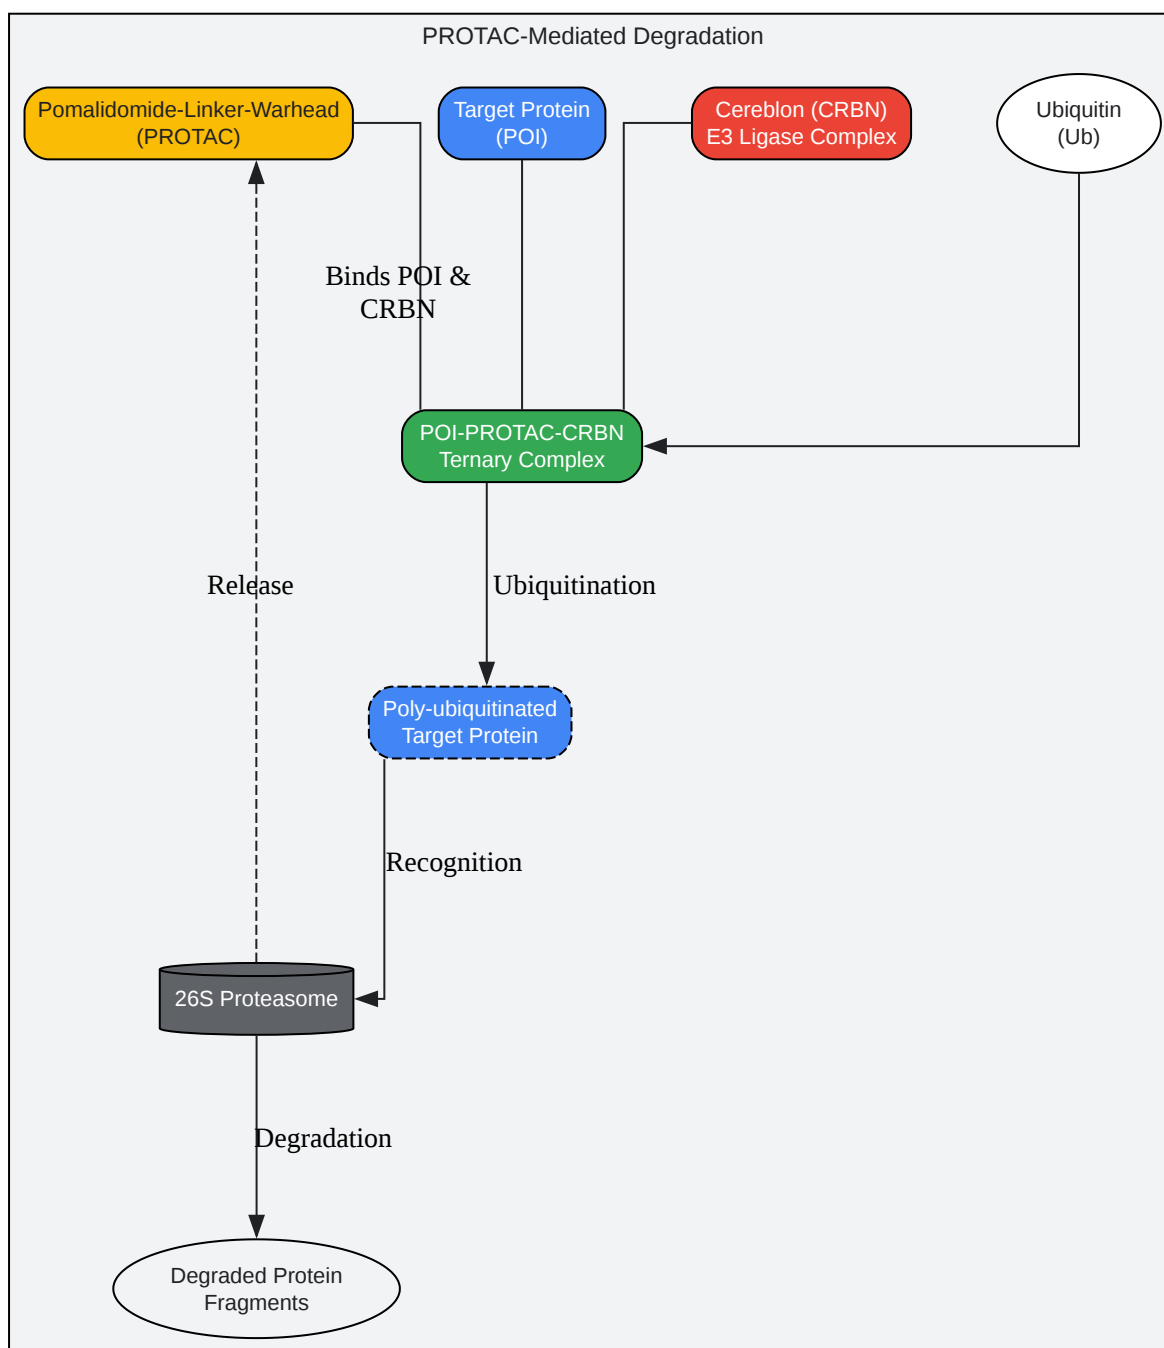 PROTAC-Mediated Degradation
Pomalidomide-Linker-Warhead
(PROTAC)
Target Protein
(POI)
Cereblon (CRBN)
E3 Ligase Complex
Ubiquitin
(Ub)
Binds POI &
CRBN
POI-PROTAC-CRBN
Ternary Complex
Release
Ubiquitination
Poly-ubiquitinated
Target Protein
Recognition
26S Proteasome
Degradation
Degraded Protein
Fragments